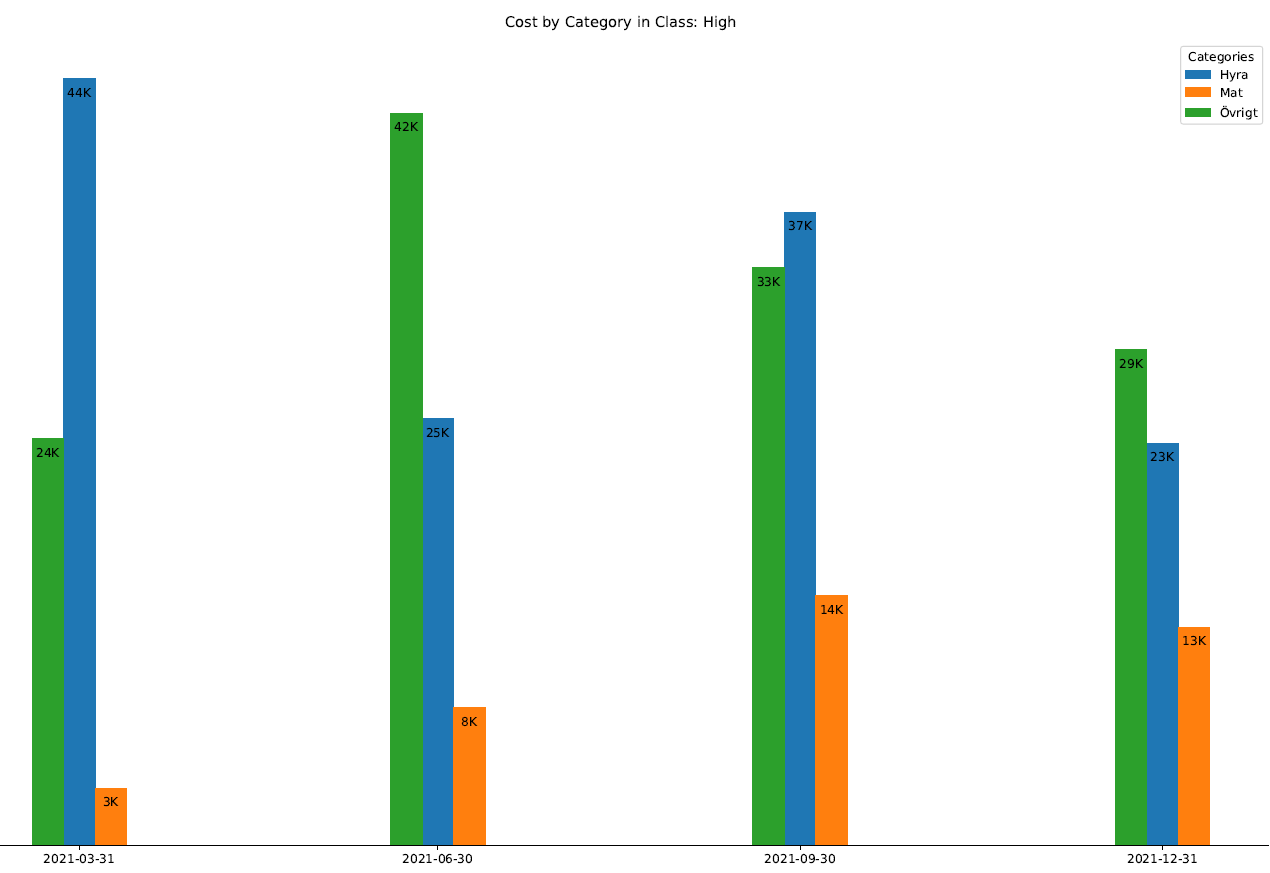 Cost by Category in Class: High
Categories
Hyra
Mat
Övrigt
44K
42K
37K
33K
29K
25K
24K
23K
14K
13K
8K
3K
2021-03-31
2021-06-30
2021-09-30
2021-12-31